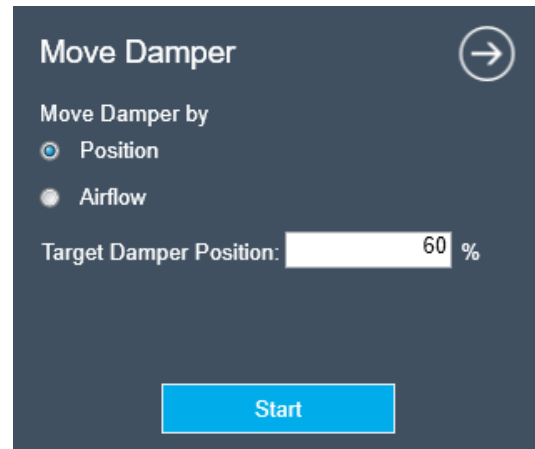 Move Damper
Move Damper by
Position
Airflow
Target Damper Position: 60 %
Start